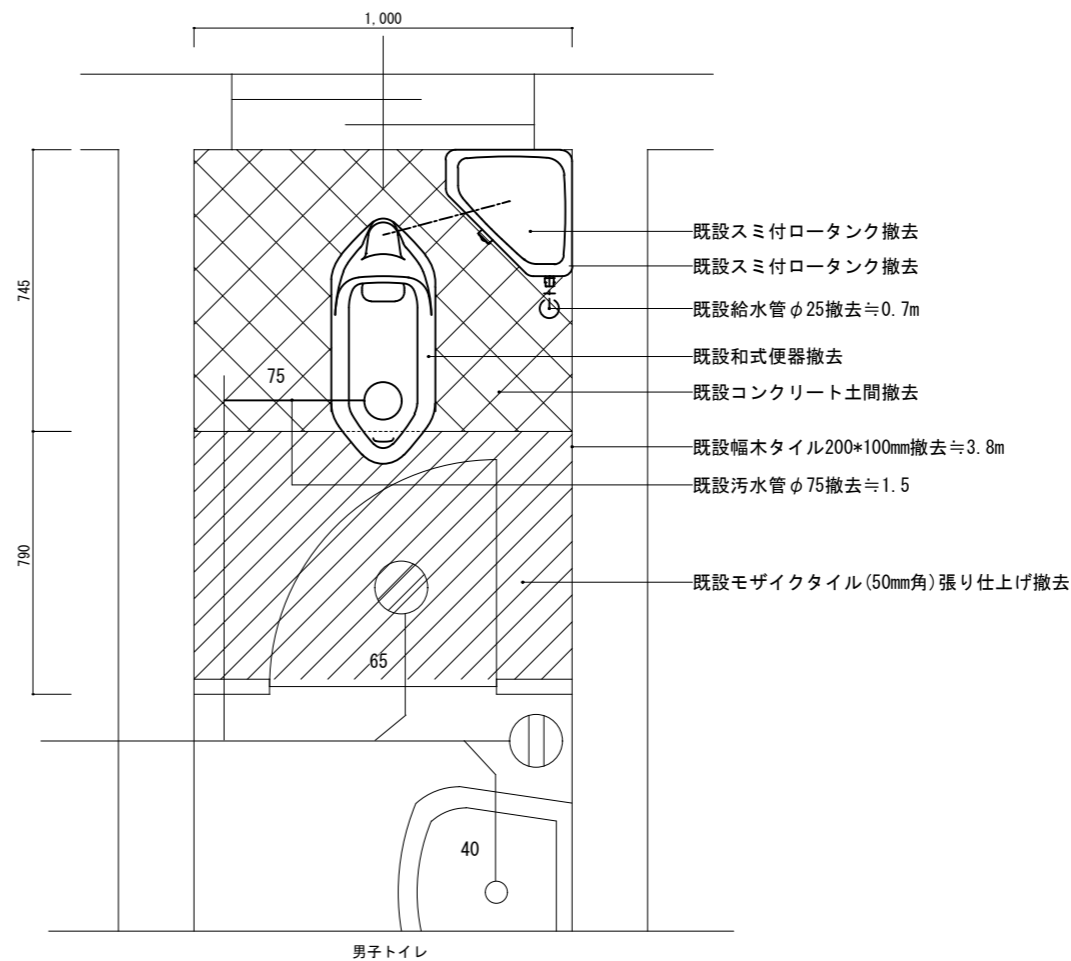 1,000
既設スミ付ロータンク撤去
既設スミ付ロータンク撤去
745
既設給水管φ25撤去≒0.7m
既設和式便器撤去
75
既設コンクリート土間撤去
既設幅木タイル200*100mm撤去≒3.8m
既設汚水管φ75撤去≒1.5
790
既設モザイクタイル(50mm角)張り仕上げ撤去
65
40
男子トイレ